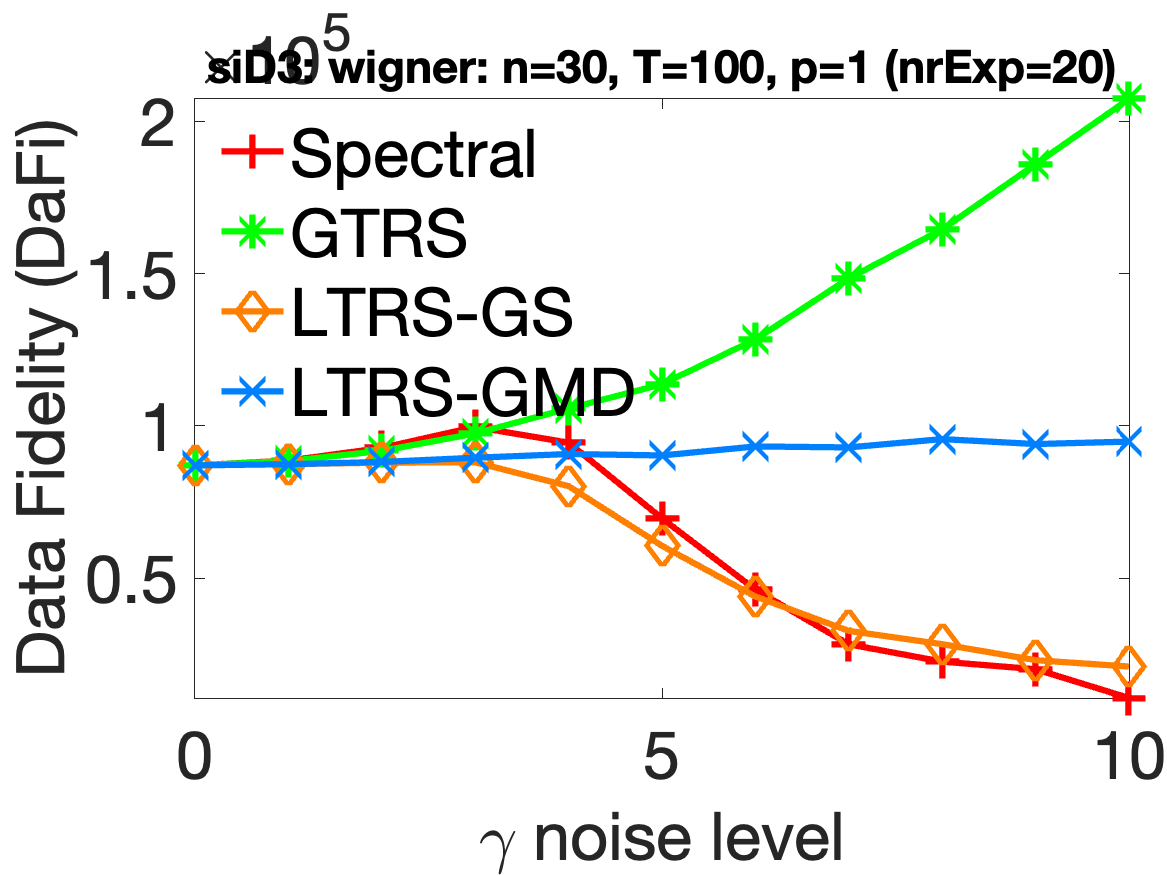 × 10^5
siD3: wigner: n=30, T=100, p=1 (nrExp=20)
Data Fidelity (DaFi)
2
1.5
1
0.5
Spectral
GTRS
LTRS-GS
LTRS-GMD
0 5 10
γ noise level